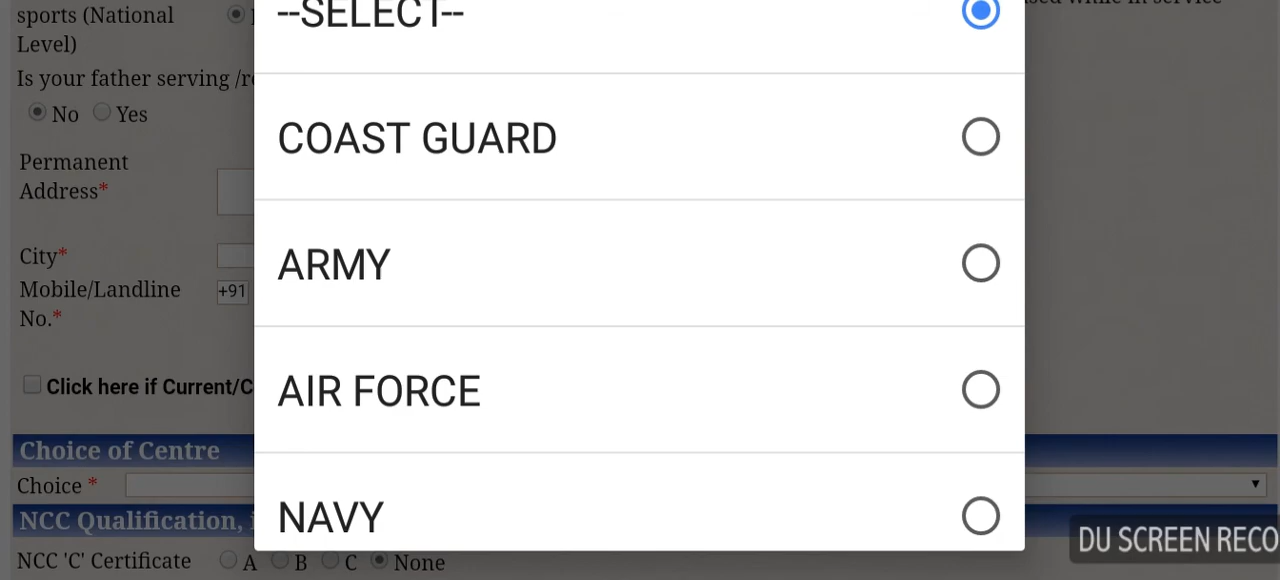 --SELECT--
sports (National
Level)
Is your father serving /re
No Yes
COAST GUARD
Permanent
Address*
ARMY
City*
Mobile/Landline
No.*
+91
AIR FORCE
Click here if Current/C
Choice of Centre
Choice *
NAVY
NCC Qualification, i
NCC 'C' Certificate A B C None
DU SCREEN RECO